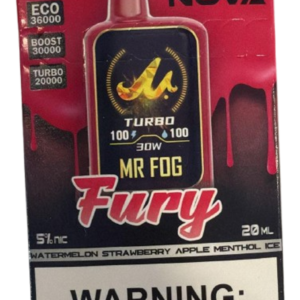 NOVA
ECO
36000
BOOST
30000
TURBO
20000
TURBO
100 100
30W
MR FOG
Fury
5% NIC
20 ML
WATERMELON STRAWBERRY APPLE MENTHOL ICE
WARNING: